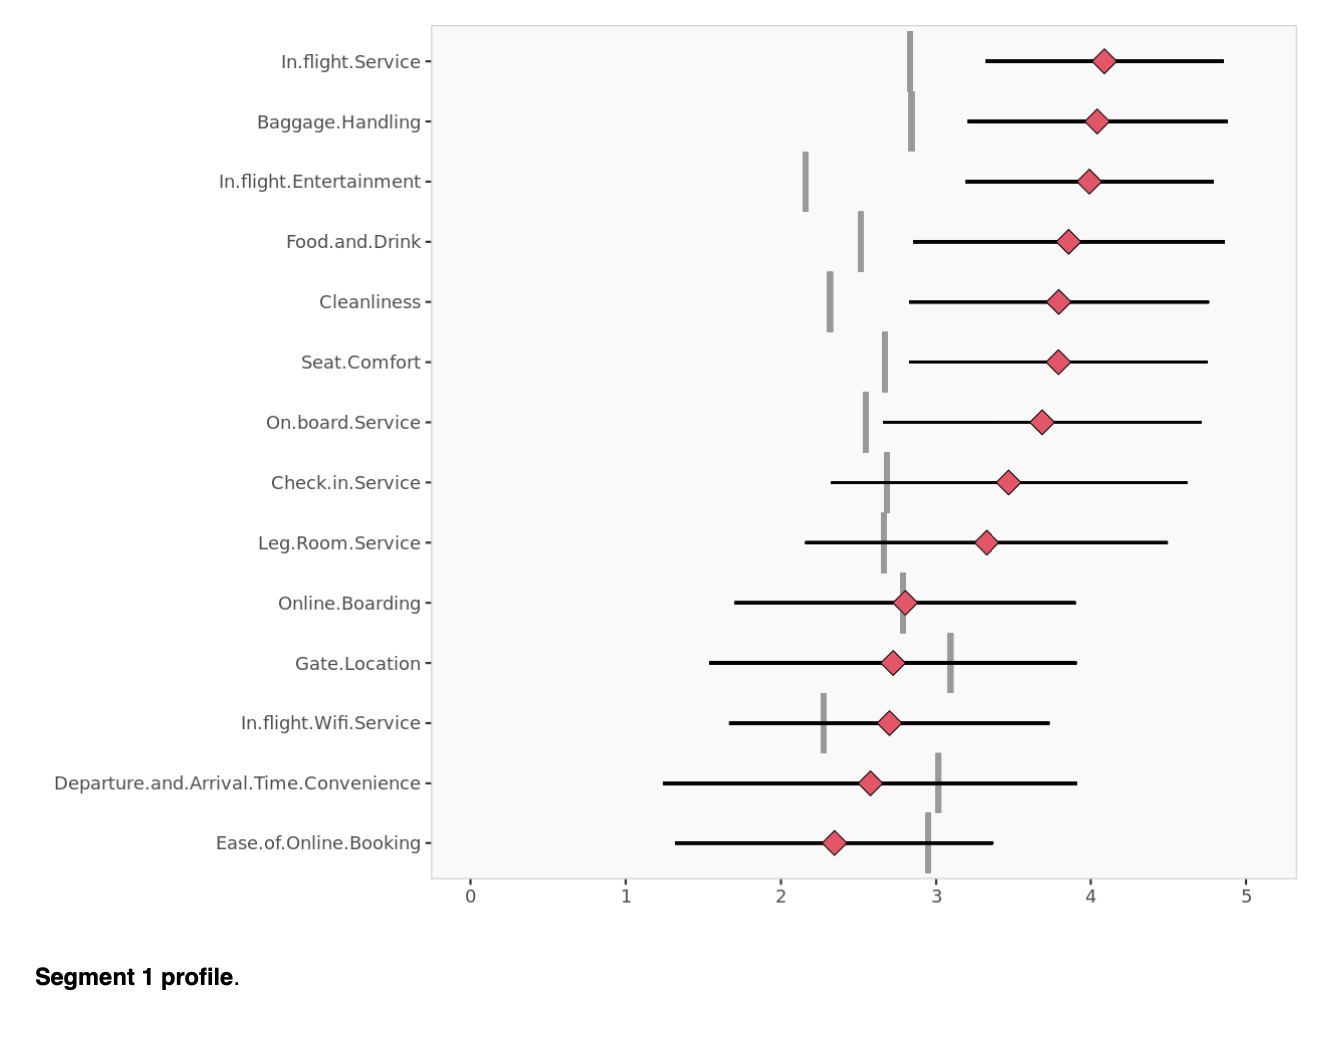 In.flight.Service
Baggage.Handling
In.flight.Entertainment
Food.and.Drink
Cleanliness
Seat.Comfort
On.board.Service
Check.in.Service
Leg.Room.Service
Online.Boarding
Gate.Location
In.flight.Wifi.Service
Departure.and.Arrival.Time.Convenience
Ease.of.Online.Booking
0 1 2 3 4 5
Segment 1 profile.